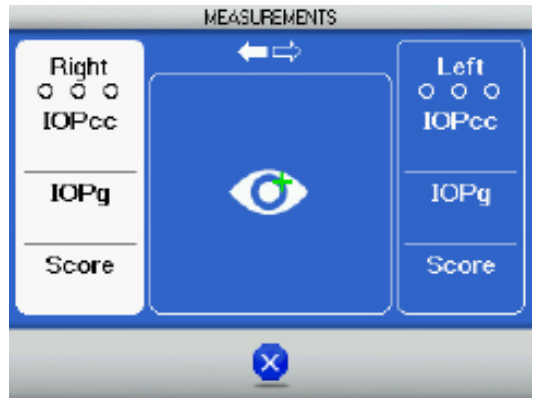 MEASUREMENTS
Right
IOPcc
IOPg
Score
Left
IOPcc
IOPg
Score